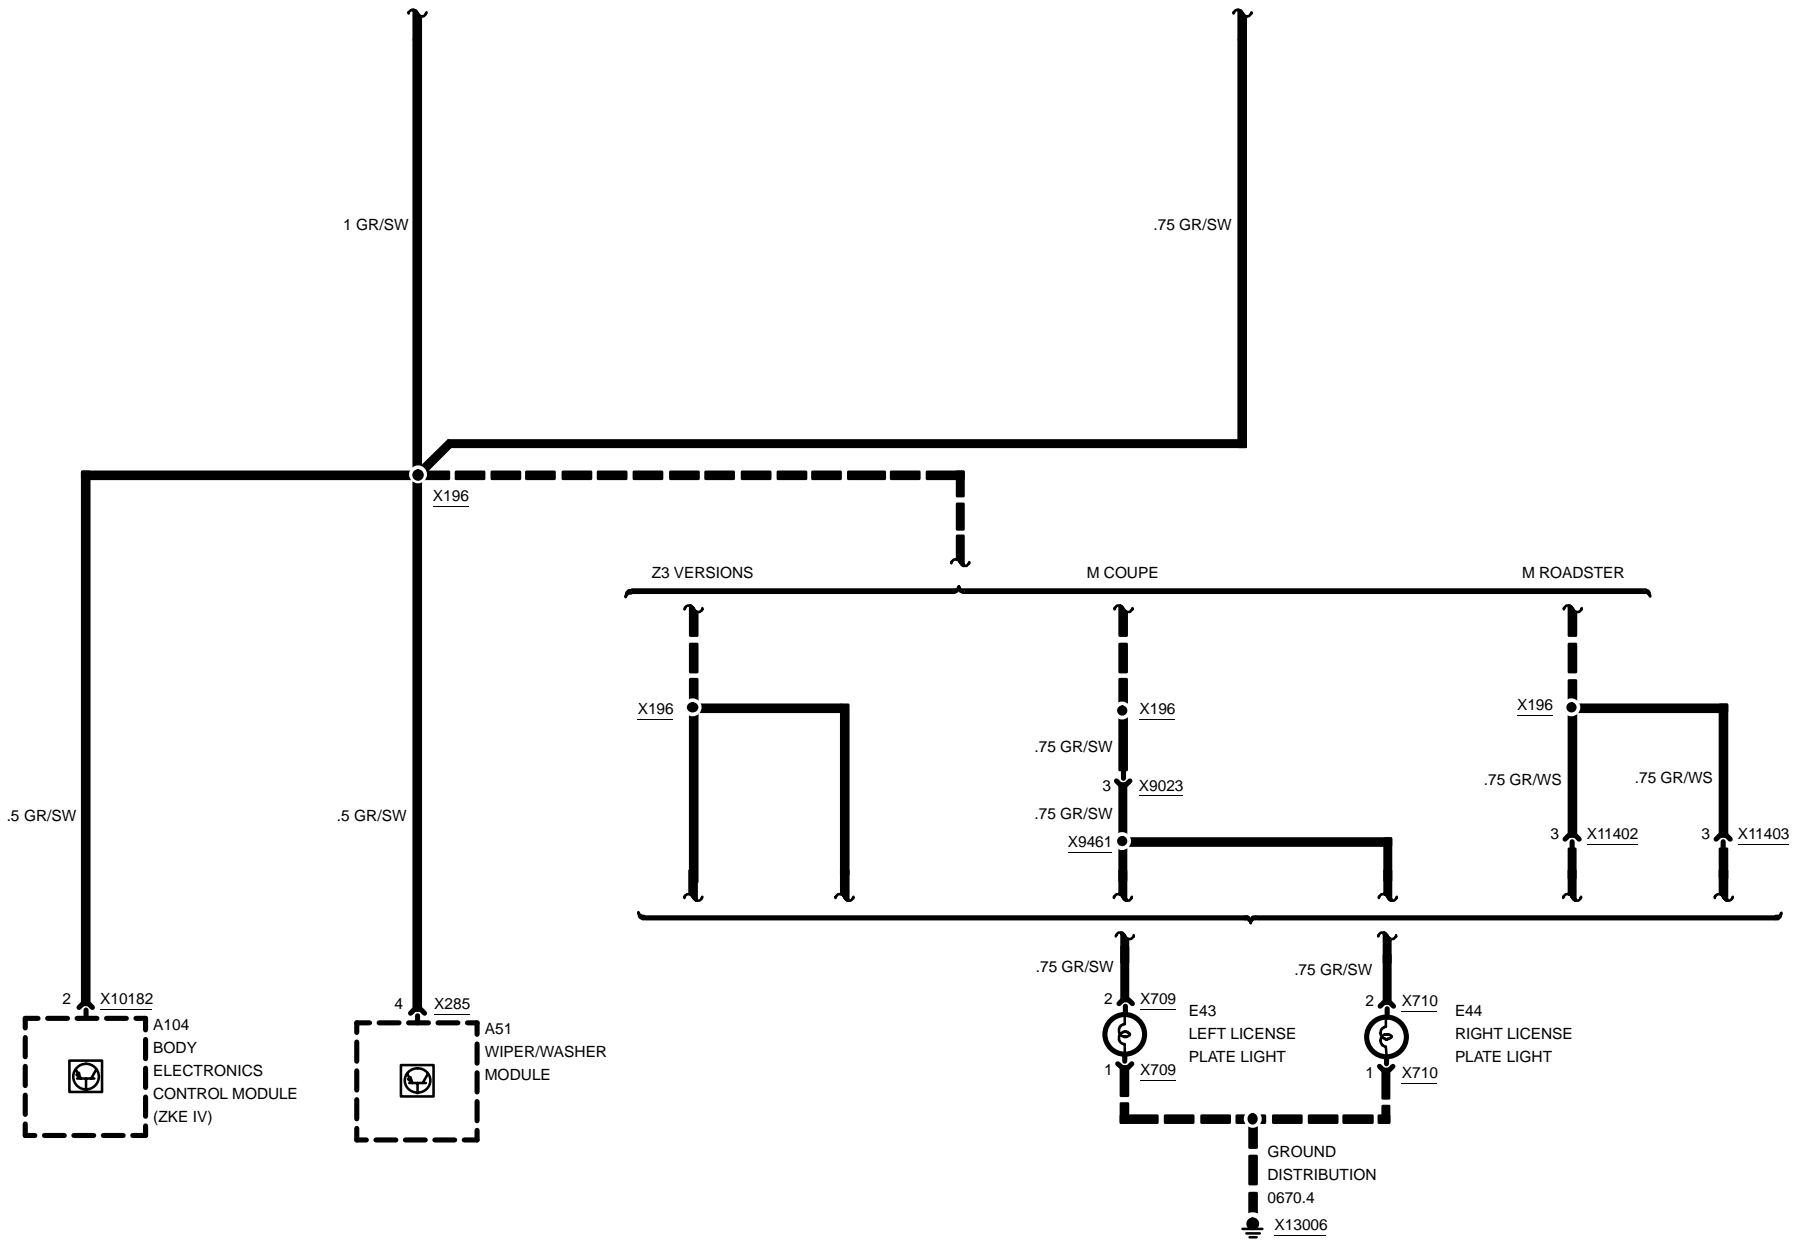 1 GR/SW
.75 GR/SW
X196
Z3 VERSIONS
M COUPE
M ROADSTER
X196
X196
X196
.75 GR/SW
.75 GR/WS
.75 GR/WS
3
X9023
.5 GR/SW
.5 GR/SW
.75 GR/SW
X9461
3
X11402
3
X11403
.75 GR/SW
.75 GR/SW
2
X10182
A104
BODY
ELECTRONICS
CONTROL MODULE
(ZKE IV)
4
X285
A51
WIPER/WASHER
MODULE
2
X709
E43
LEFT LICENSE
PLATE LIGHT
1
X709
2
X710
E44
RIGHT LICENSE
PLATE LIGHT
1
X710
GROUND
DISTRIBUTION
0670.4
X13006